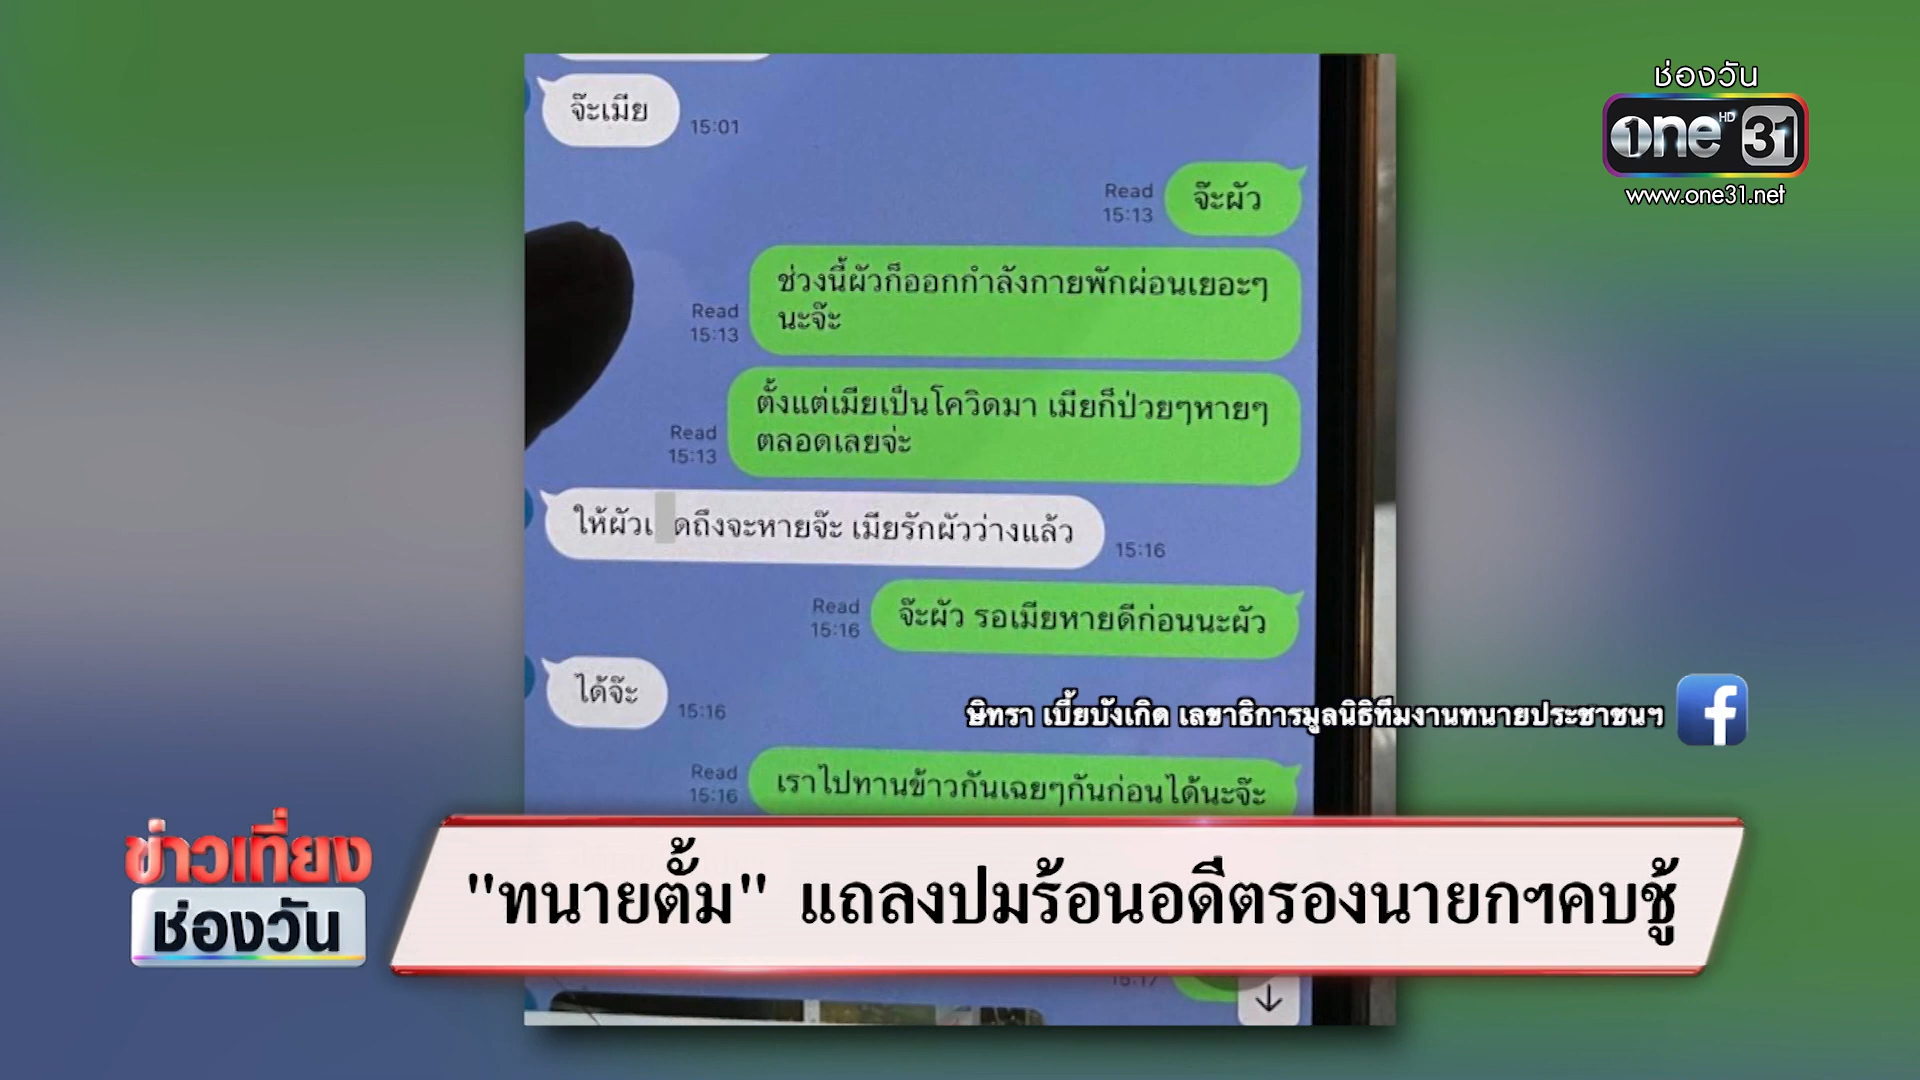 ช่องวัน
one HD 31
www.one31.net
จ๊ะเมีย
15:01
จ๊ะผัว
Read
15:13
ช่วงนี้ผัวก็ออกกำลังกายพักผ่อนเยอะๆ
นะจ๊ะ
Read
15:13
ตั้งแต่เมียเป็นโควิดมา เมียก็ป่วยๆหายๆ
ตลอดเลยจ่ะ
Read
15:13
ให้ผัวเ ดถึงจะหายจ๊ะ เมียรักผัวว่างแล้ว
15:16
จ๊ะผัว รอเมียหายดีก่อนนะผัว
Read
15:16
ได้จ๊ะ
15:16
ษิทรา เบี้ยบังเกิด เลขาธิการมูลนิธิทีมงานทนายประชาชนฯ
f
เราไปทานข้าวกันเฉยๆกันก่อนได้นะจ๊ะ
Read
15:16
ข่าวเที่ยง
ช่องวัน
"ทนายตั้ม" แถลงปมร้อนอดีตรองนายกฯคบชู้
15:17